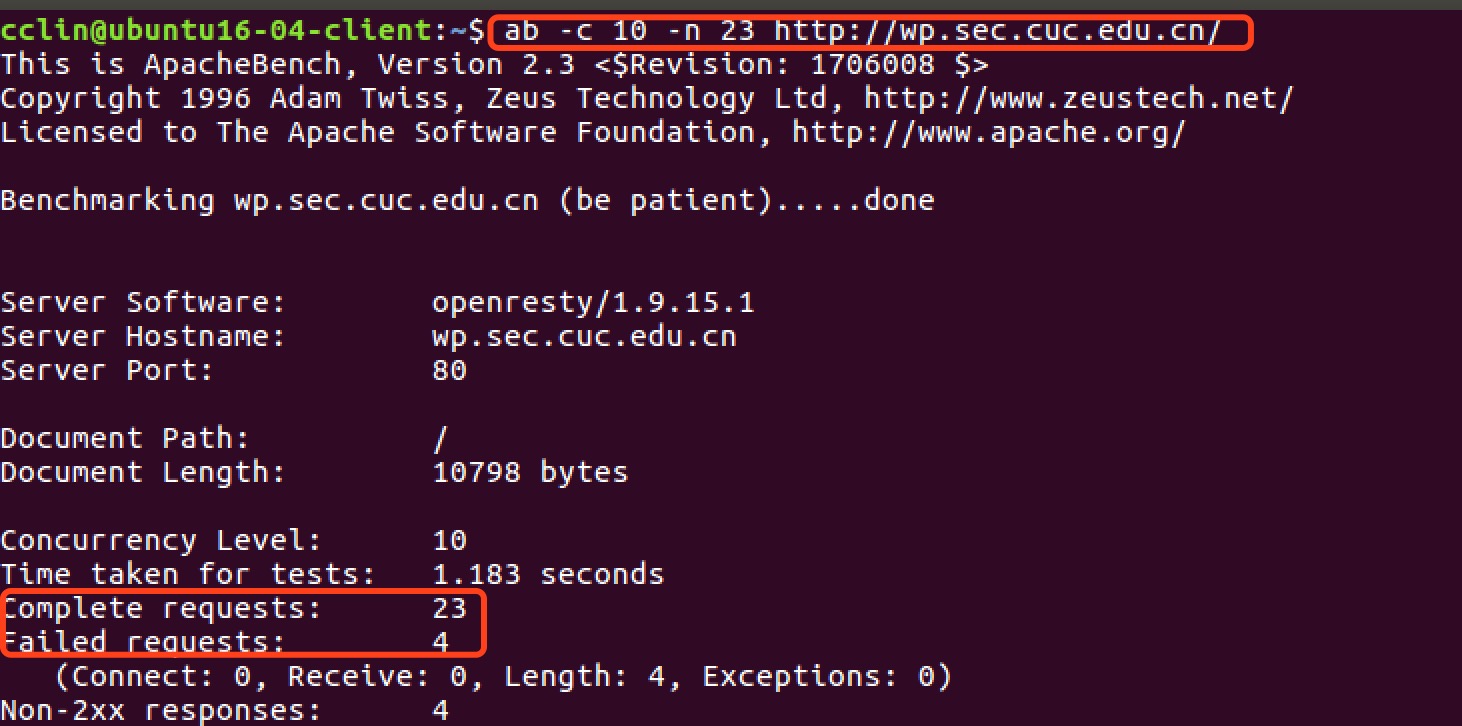 cclin@ubuntu16-04-client:~$ ab -c 10 -n 23 http://wp.sec.cuc.edu.cn/
This is ApacheBench, Version 2.3 <$Revision: 1706008 $>
Copyright 1996 Adam Twiss, Zeus Technology Ltd, http://www.zeustech.net/
Licensed to The Apache Software Foundation, http://www.apache.org/
Benchmarking wp.sec.cuc.edu.cn (be patient).....done
Server Software: openresty/1.9.15.1
Server Hostname: wp.sec.cuc.edu.cn
Server Port: 80
Document Path: /
Document Length: 10798 bytes
Concurrency Level: 10
Time taken for tests: 1.183 seconds
Complete requests: 23
Failed requests: 4
(Connect: 0, Receive: 0, Length: 4, Exceptions: 0)
Non-2xx responses: 4